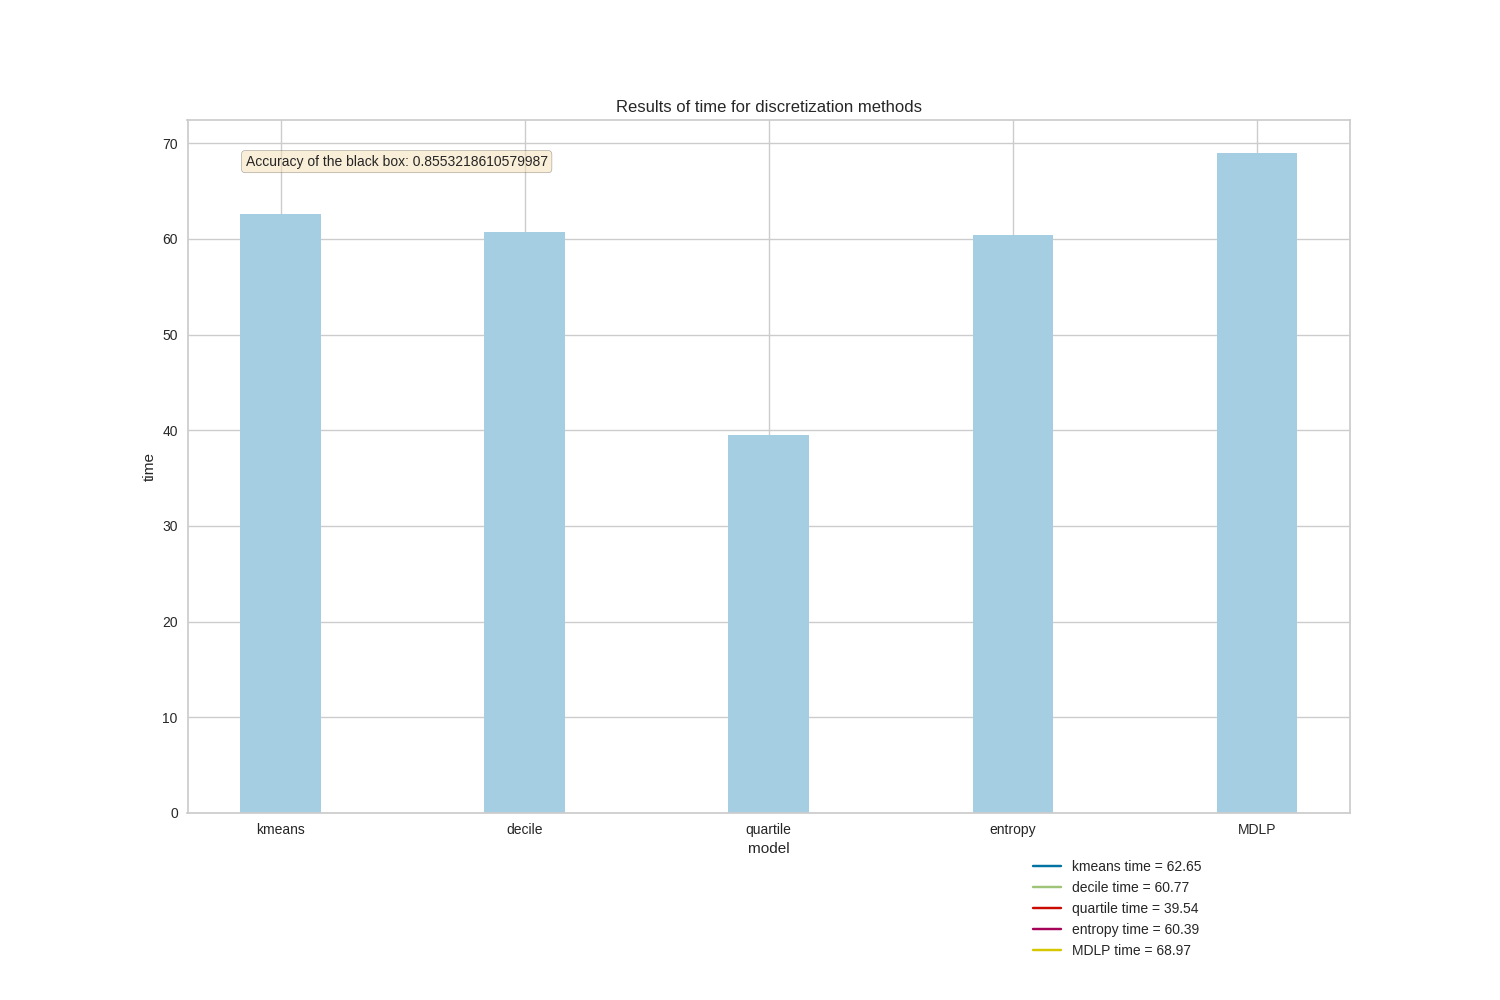 Results of time for discretization methods
70
Accuracy of the black box: 0.8553218610579987
60
50
40
time
30
20
10
0
kmeans decile quartile entropy MDLP
model
kmeans time = 62.65
decile time = 60.77
quartile time = 39.54
entropy time = 60.39
MDLP time = 68.97